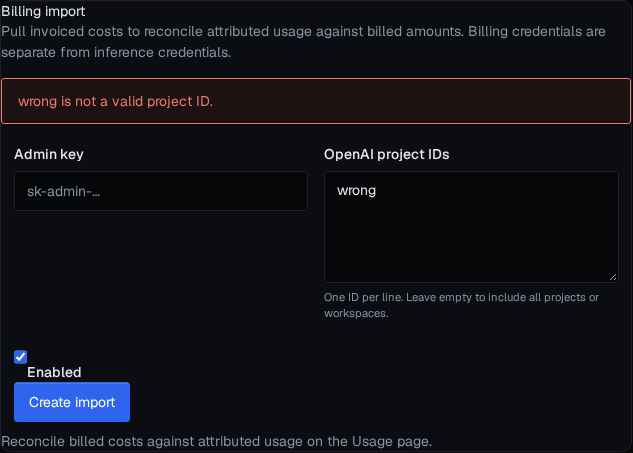 Billing import
Pull invoiced costs to reconcile attributed usage against billed amounts. Billing credentials are
separate from inference credentials.
wrong is not a valid project ID.
Admin key
OpenAI project IDs
sk-admin-...
wrong
One ID per line. Leave empty to include all projects or
workspaces.
Enabled
Create import
Reconcile billed costs against attributed usage on the Usage page.